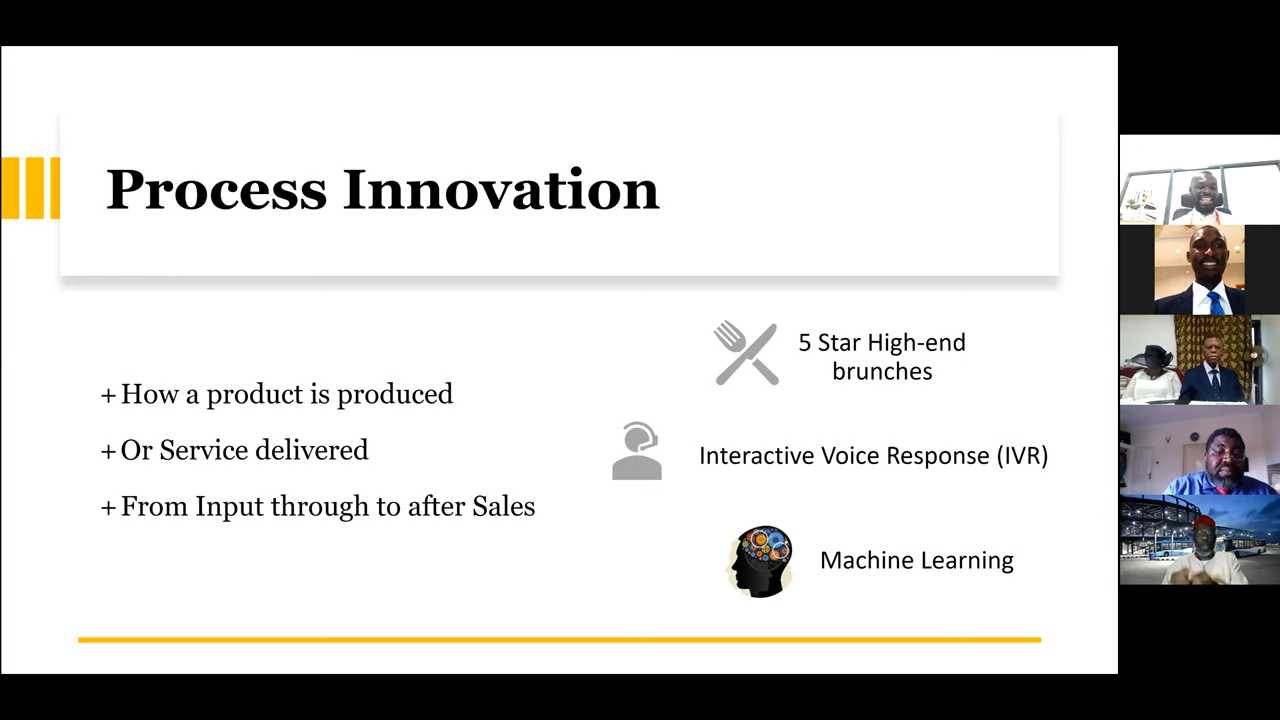 Process Innovation
+How a product is produced
+Or Service delivered
+From Input through to after Sales
5 Star High-end
brunches
Interactive Voice Response (IVR)
Machine Learning